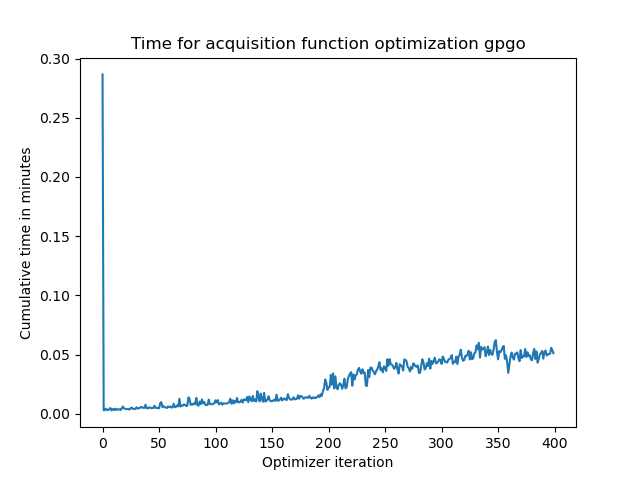 Time for acquisition function optimization gpgo
0.30
0.25
0.20
0.15
0.10
0.05
0.00
Cumulative time in minutes
0 50 100 150 200 250 300 350 400
Optimizer iteration